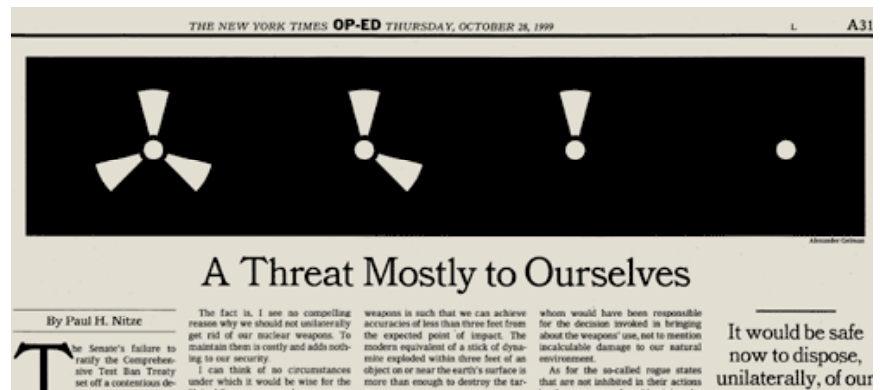 THE NEW YORK TIMES OP-ED THURSDAY, OCTOBER 28, 1999
L
A31
Alexander Gelman
A Threat Mostly to Ourselves
By Paul H. Nitze
The Senate's failure to
ratify the Comprehen-
sive Test Ban Treaty
set off a contentious de-
The fact is, I see no compelling
reason why we should not unilaterally
get rid of our nuclear weapons. To
maintain them is costly and adds noth-
ing to our security.
I can think of no circumstances
under which it would be wise for the
weapons is such that we can achieve
accuracies of less than three feet from
the expected point of impact. The
modern equivalent of a stick of dyna-
mite exploded within three feet of an
object on or near the earth's surface is
more than enough to destroy the tar-
whom would have been responsible
for the decision invoked in bringing
about the weapons' use, not to mention
incalculable damage to our natural
environment.
As for the so-called rogue states
that are not inhibited in their actions
It would be safe
now to dispose,
unilaterally, of our